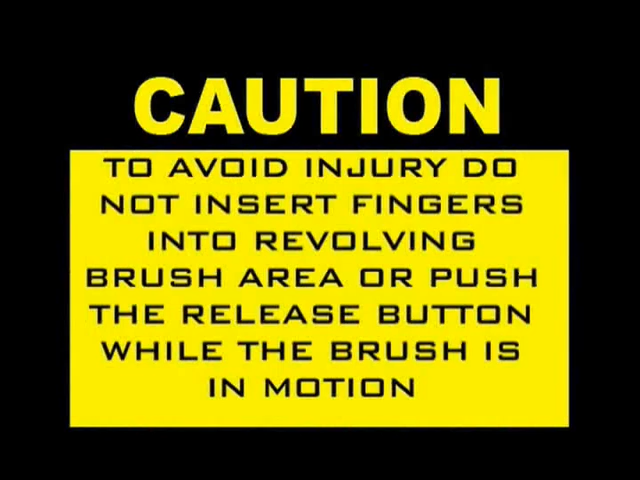 CAUTION
TO AVOID INJURY DO
NOT INSERT FINGERS
INTO REVOLVING
BRUSH AREA OR PUSH
THE RELEASE BUTTON
WHILE THE BRUSH IS
IN MOTION